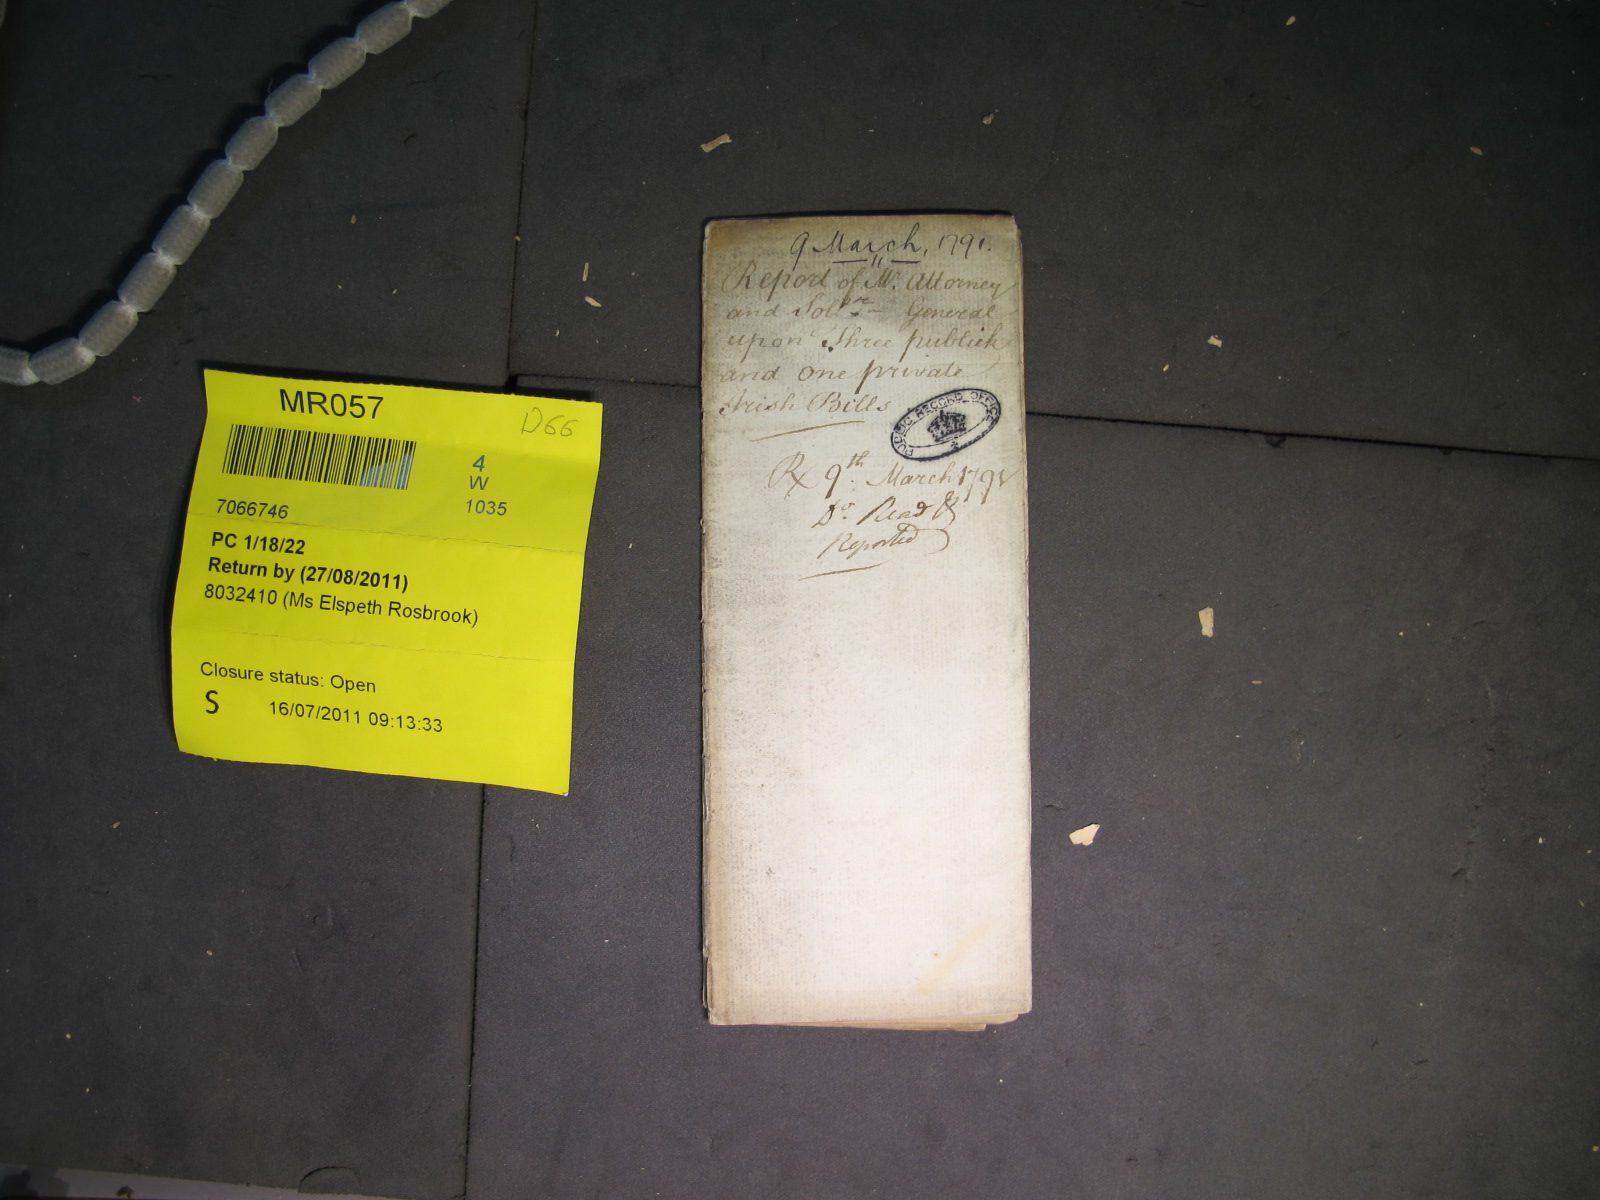 MR057
D66
4
W
7066746
1035
PC 1/18/22
Return by (27/08/2011)
8032410 (Ms Elspeth Rosbrook)
Closure status: Open
S 16/07/2011 09:13:33
9 March, 1791.
Report of Mr. Attorney
and Sollr. General
upon Three publick
and one private
Irish Bills
PUBLIC RECORD OFFICE
Rx 9th. March 1791
Do. Read &
Reported